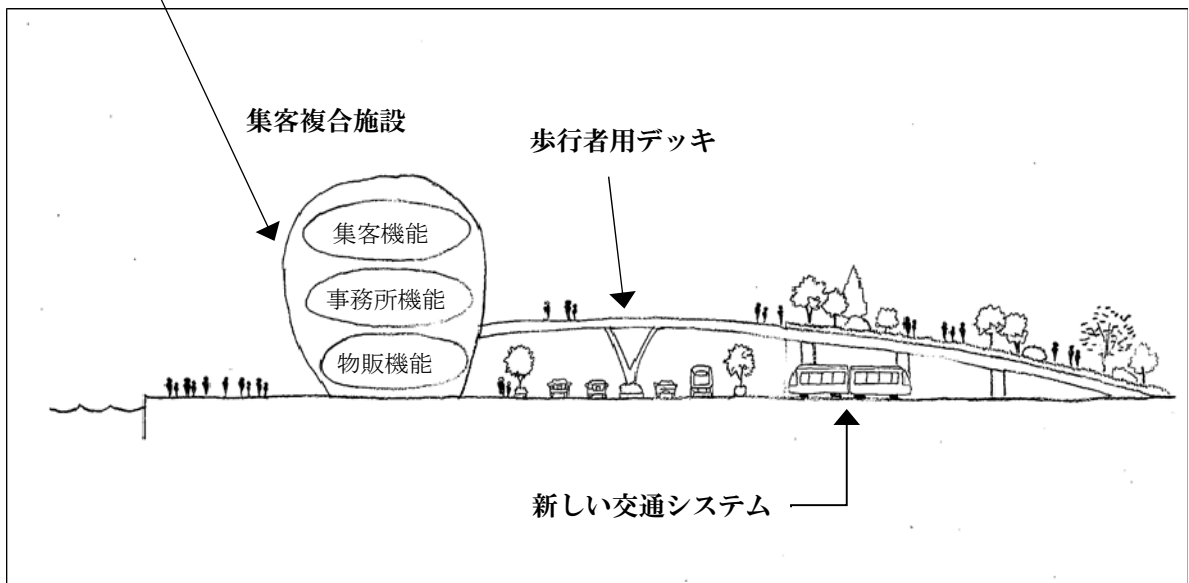 集客複合施設
歩行者用デッキ
集客機能
事務所機能
物販機能
新しい交通システム